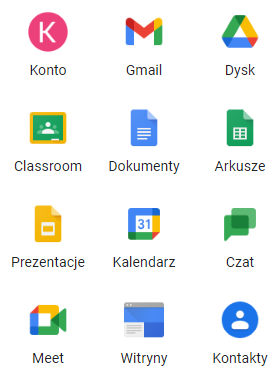 K
Konto
Gmail
Dysk
Classroom
Dokumenty
Arkusze
31
Prezentacje
Kalendarz
Czat
Meet
Witryny
Kontakty